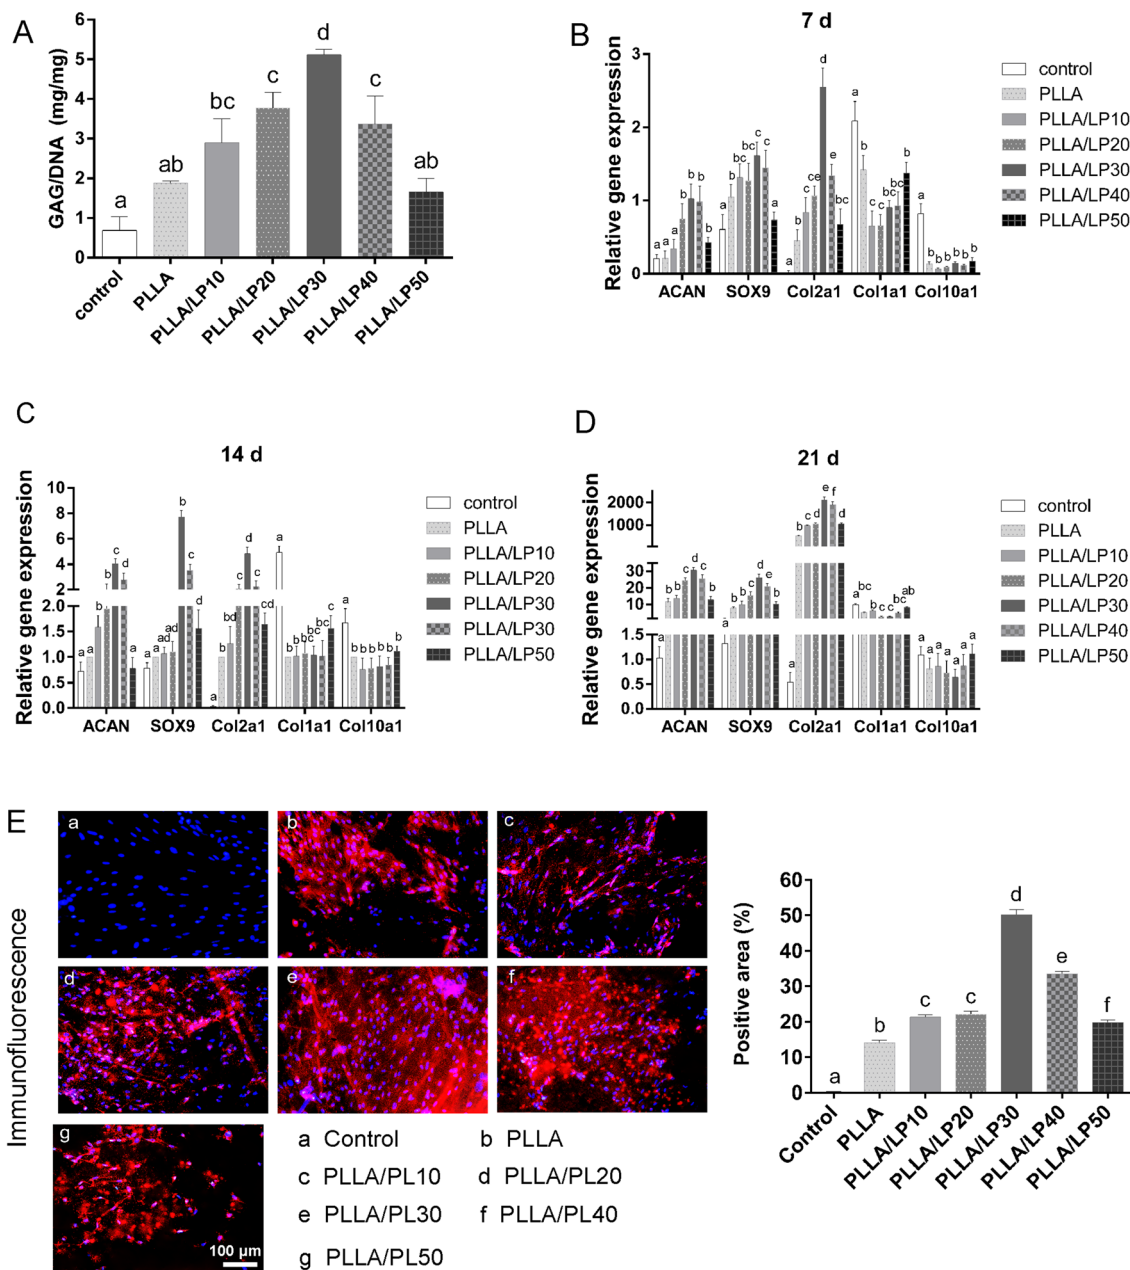 A
GAG/DNA (mg/mg)
6
5
4
3
2
1
0
a
ab
bc
c
d
c
ab
control
PLLA
PLLA/LP10
PLLA/LP20
PLLA/LP30
PLLA/LP40
PLLA/LP50
B
7 d
Relative gene expression
3
2
1
0
ACAN
SOX9
Col2a1
Col1a1
Col10a1
control
PLLA
PLLA/LP10
PLLA/LP20
PLLA/LP30
PLLA/LP40
PLLA/LP50
C
14 d
Relative gene expression
10
8
6
4
2
2.0
1.5
1.0
0.5
0.0
ACAN
SOX9
Col2a1
Col1a1
Col10a1
control
PLLA
PLLA/LP10
PLLA/LP20
PLLA/LP30
PLLA/LP30
PLLA/LP50
D
21 d
Relative gene expression
2000
1000
30
20
10
1.5
1.0
0.5
0.0
ACAN
SOX9
Col2a1
Col1a1
Col10a1
control
PLLA
PLLA/LP10
PLLA/LP20
PLLA/LP30
PLLA/LP40
PLLA/LP50
E
Immunofluorescence
a
b
c
d
e
f
g
100 μm
a Control
b PLLA
c PLLA/PL10
d PLLA/PL20
e PLLA/PL30
f PLLA/PL40
g PLLA/PL50
Positive area (%)
60
50
40
30
20
10
0
a
b
c
c
d
e
f
Control
PLLA
PLLA/LP10
PLLA/LP20
PLLA/LP30
PLLA/LP40
PLLA/LP50